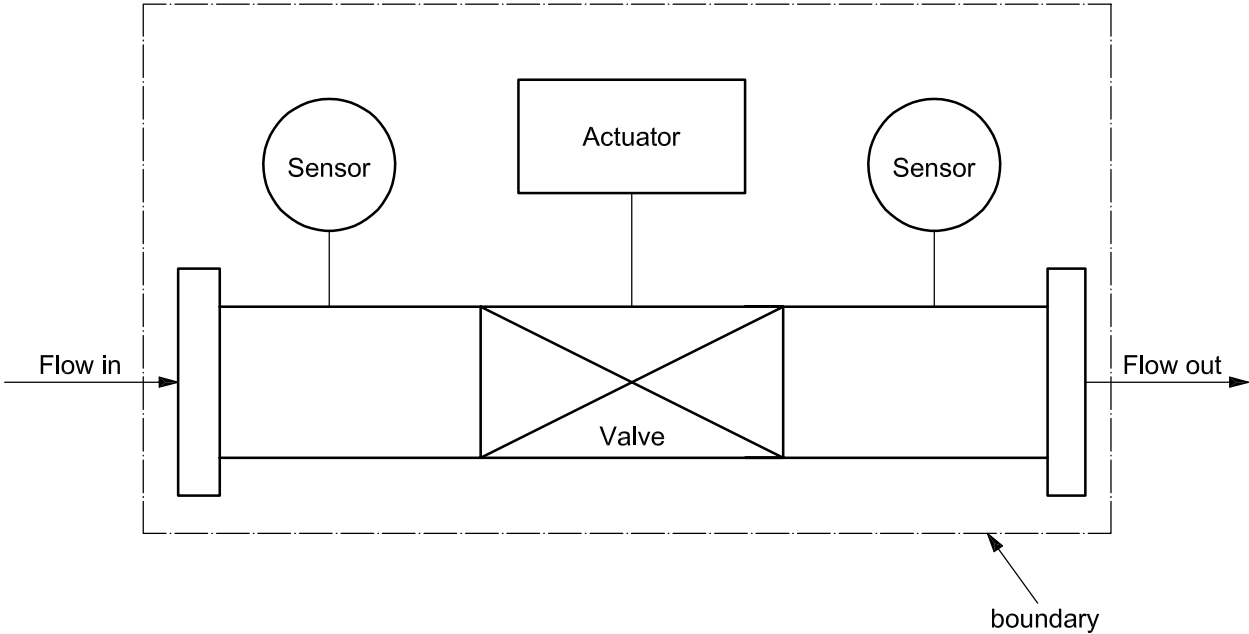 Actuator
Sensor
Sensor
Flow in
Flow out
Valve
boundary